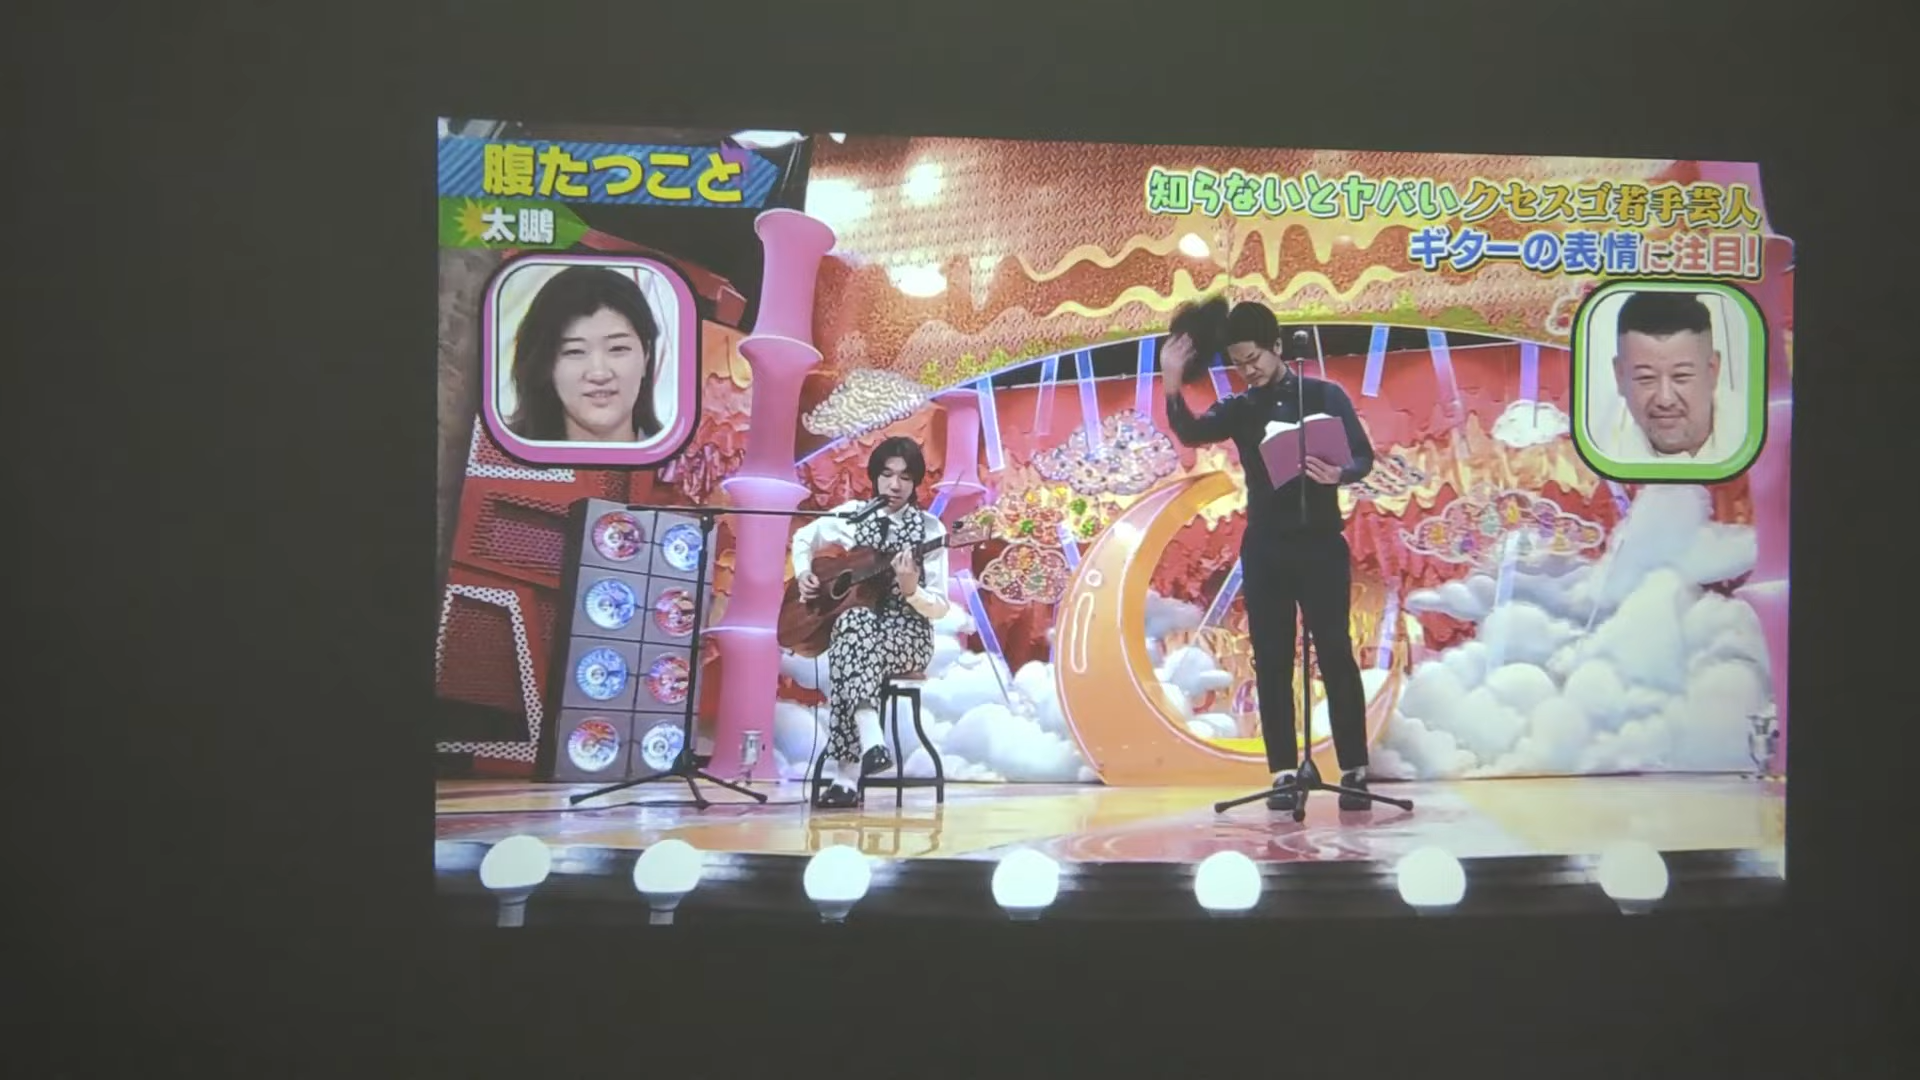 腹たつこと
太鵬
知らないとヤバいクセスゴ若手芸人
ギターの表情に注目!